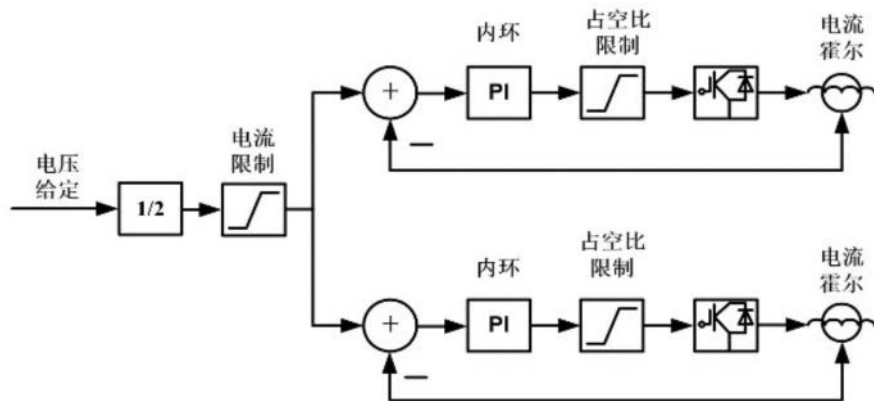 内环
占空比
限制
电流
霍尔
+
PI
电流
限制
电压
给定
1/2
内环
占空比
限制
电流
霍尔
+
PI